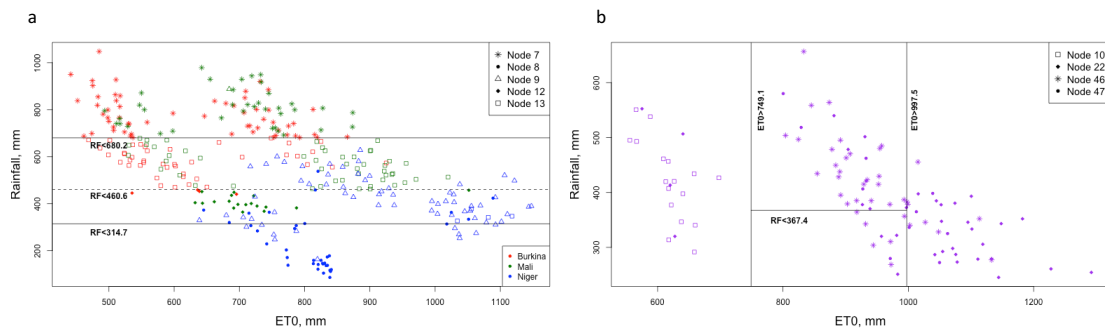 a
b
Rainfall, mm
200 400 600 800 1000
500 600 700 800 900 1000 1100
ET0, mm
RF<680.2
RF<460.6
RF<314.7
Node 7
Node 8
Node 9
Node 12
Node 13
Burkina
Mali
Niger
Rainfall, mm
300 400 500 600
600 800 1000 1200
ET0, mm
ET0>749.1
ET0>997.5
RF<367.4
Node 10
Node 22
Node 46
Node 47